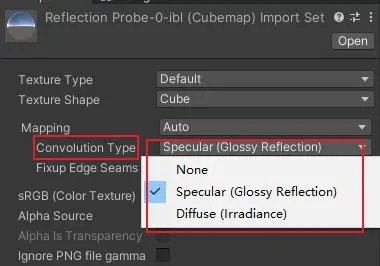 Reflection Probe-0-ibl (Cubemap) Import Set
Open
Texture Type Default
Texture Shape Cube
Mapping Auto
Convolution Type Specular (Glossy Reflection)
None
Fixup Edge Seams
Specular (Glossy Reflection)
sRGB (Color Texture)
Diffuse (Irradiance)
Alpha Source
Alpha Is Transparency
Ignore PNG file gamma